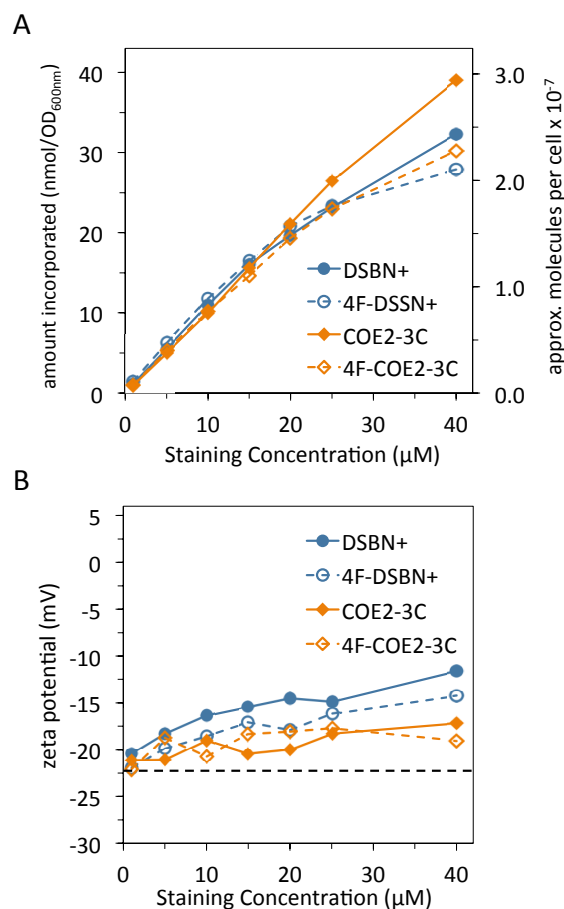 A
amount incorporated (nmol/OD600nm)
40
30
20
10
0
3.0
2.0
1.0
0.0
approx. molecules per cell x 10-7
DSBN+
4F-DSSN+
COE2-3C
4F-COE2-3C
0
10
20
30
40
Staining Concentration (μM)
B
zeta potential (mV)
5
0
-5
-10
-15
-20
-25
-30
DSBN+
4F-DSBN+
COE2-3C
4F-COE2-3C
0
10
20
30
40
Staining Concentration (μM)